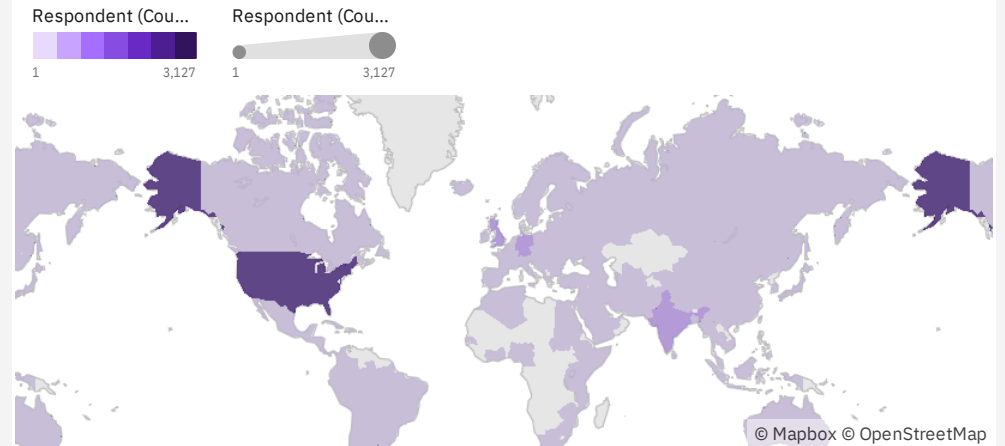 Respondent (Cou... Respondent (Cou...
1 3,127 1 3,127
© Mapbox © OpenStreetMap